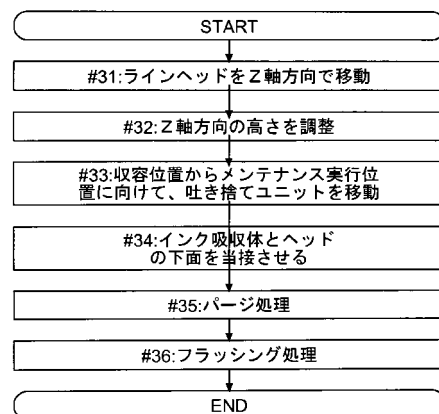 START
#31:ラインヘッドをZ軸方向で移動
#32:Z軸方向の高さを調整
#33:収容位置からメンテナンス実行位
置に向けて、吐き捨てユニットを移動
#34:インク吸収体とヘッド
の下面を当接させる
#35:パージ処理
#36:フラッシング処理
END